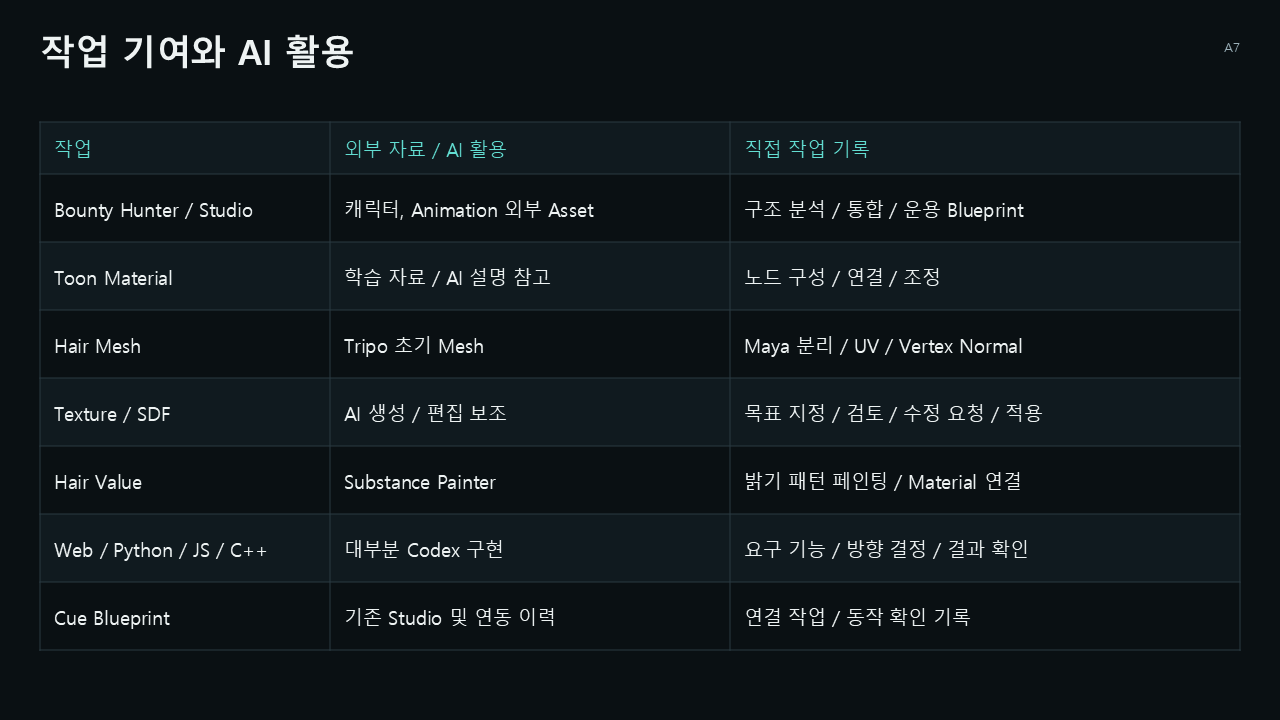 작업 기여와 AI 활용
A7
작업 외부 자료 / AI 활용 직접 작업 기록
Bounty Hunter / Studio 캐릭터, Animation 외부 Asset 구조 분석 / 통합 / 운용 Blueprint
Toon Material 학습 자료 / AI 설명 참고 노드 구성 / 연결 / 조정
Hair Mesh Tripo 초기 Mesh Maya 분리 / UV / Vertex Normal
Texture / SDF AI 생성 / 편집 보조 목표 지정 / 검토 / 수정 요청 / 적용
Hair Value Substance Painter 밝기 패턴 페인팅 / Material 연결
Web / Python / JS / C++ 대부분 Codex 구현 요구 기능 / 방향 결정 / 결과 확인
Cue Blueprint 기존 Studio 및 연동 이력 연결 작업 / 동작 확인 기록